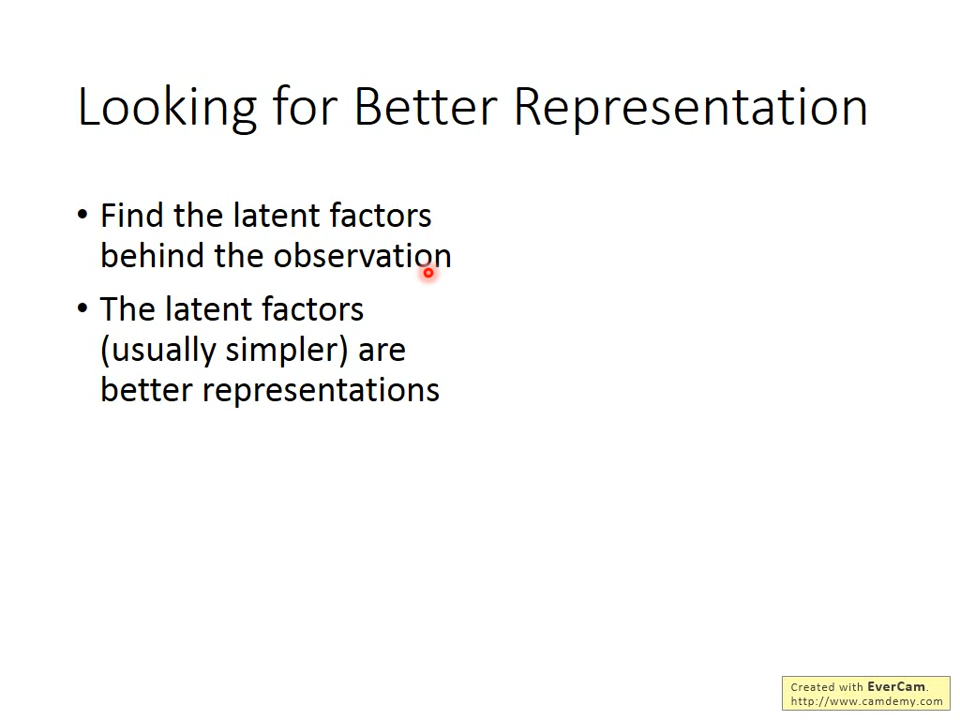 Looking for Better Representation
• Find the latent factors
behind the observation
• The latent factors
(usually simpler) are
better representations
Created with EverCam.
http://www.camdemy.com